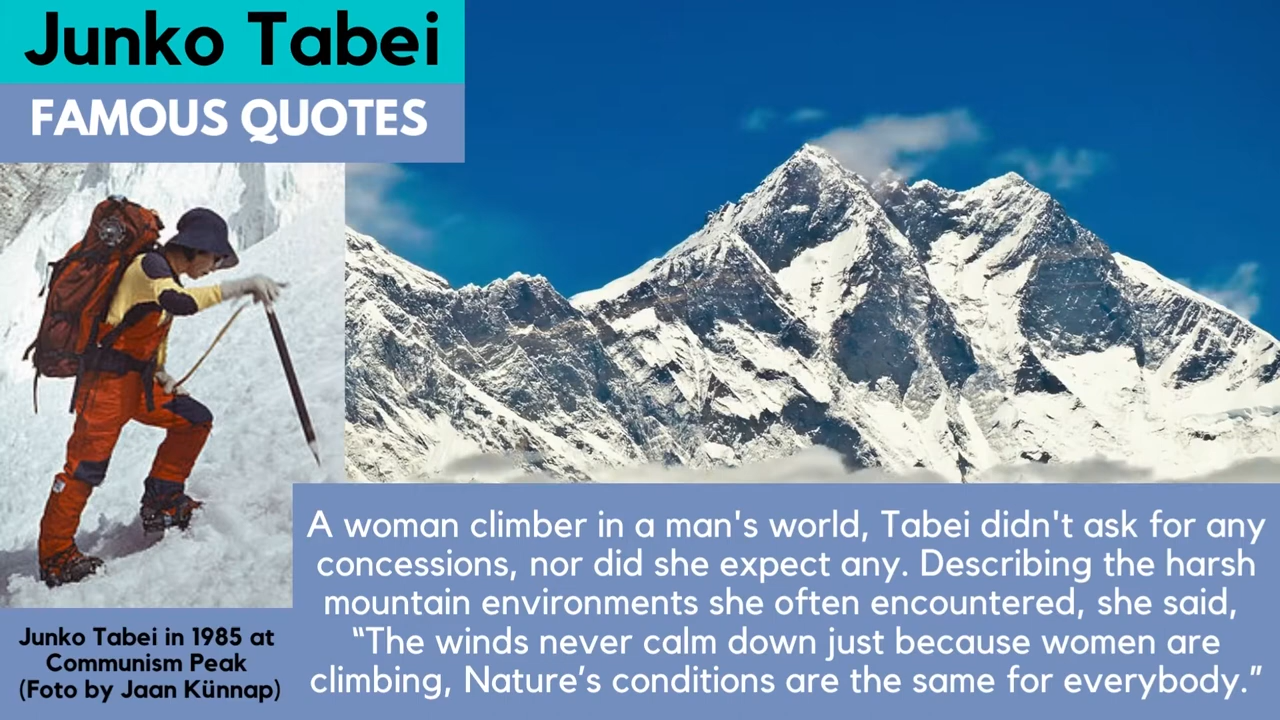 Junko Tabei
FAMOUS QUOTES
A woman climber in a man's world, Tabei didn't ask for any
concessions, nor did she expect any. Describing the harsh
mountain environments she often encountered, she said,
“The winds never calm down just because women are
climbing, Nature’s conditions are the same for everybody.”
Junko Tabei in 1985 at
Communism Peak
(Foto by Jaan Künnap)